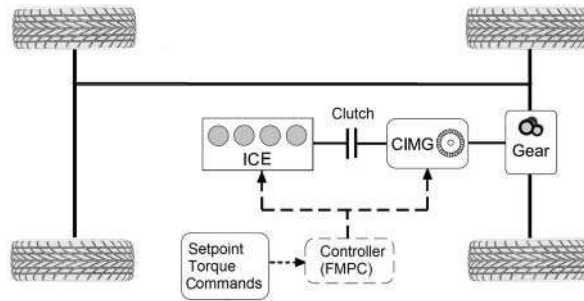 Clutch
ICE
CIMG
Gear
Setpoint
Torque
Commands
Controller
(FMPC)